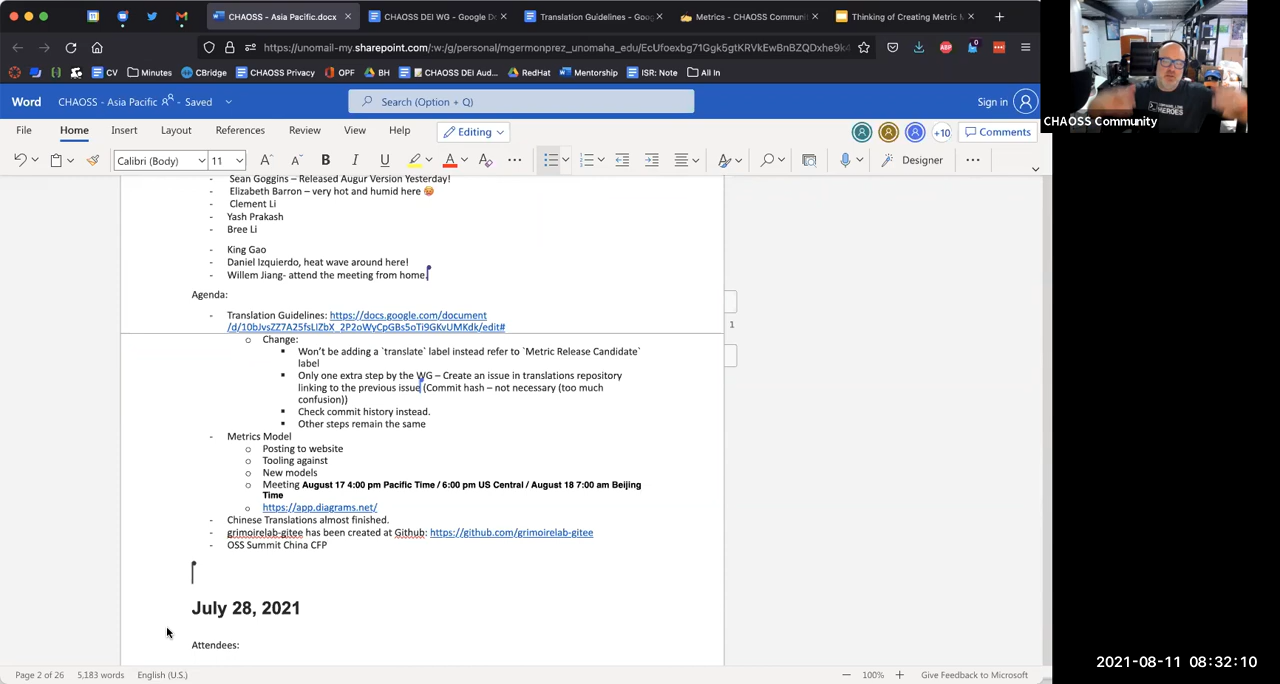 CHAOSS - Asia Pacific.docx
CHAOSS DEI WG - Google D
Translation Guidelines - Goog
Metrics - CHAOSS Communi
Thinking of Creating Metric M
https://unomail-my.sharepoint.com/:w:/g/personal/mgermonprez_unomaha_edu/
CV
Minutes
CBridge
CHAOSS Privacy
OPF
BH
CHAOSS DEI Aud...
RedHat
Mentorship
ISR: Note
All In
Word
CHAOSS - Asia Pacific
- Saved
Search (Option + Q)
Sign in
CHAOSS Community
File
Home
Insert
Layout
References
Review
View
Help
Editing
+10
Comments
Calibri (Body)
11
Designer
- Sean Goggins – Released Augur Version Yesterday!
- Elizabeth Barron – very hot and humid here 🥵
- Clement Li
- Yash Prakash
- Bree Li
- King Gao
- Daniel Izquierdo, heat wave around here!
- Willem Jiang- attend the meeting from home.
Agenda:
- Translation Guidelines: https://docs.google.com/document
o Change:
▪ Won't be adding a `translate` label instead refer to `Metric Release Candidate`
label
▪ Only one extra step by the WG – Create an issue in translations repository
linking to the previous issue (Commit hash – not necessary (too much
confusion))
▪ Check commit history instead.
▪ Other steps remain the same
- Metrics Model
o Posting to website
o Tooling against
o New models
o Meeting August 17 4:00 pm Pacific Time / 6:00 pm US Central / August 18 7:00 am Beijing
Time
o https://app.diagrams.net/
- Chinese Translations almost finished.
- grimoirelab-gitee has been created at Github: https://github.com/grimoirelab-gitee
- OSS Summit China CFP
1
July 28, 2021
Attendees:
Page 2 of 26
5,183 words
English (U.S.)
100%
Give Feedback to Microsoft
2021-08-11 08:32:10